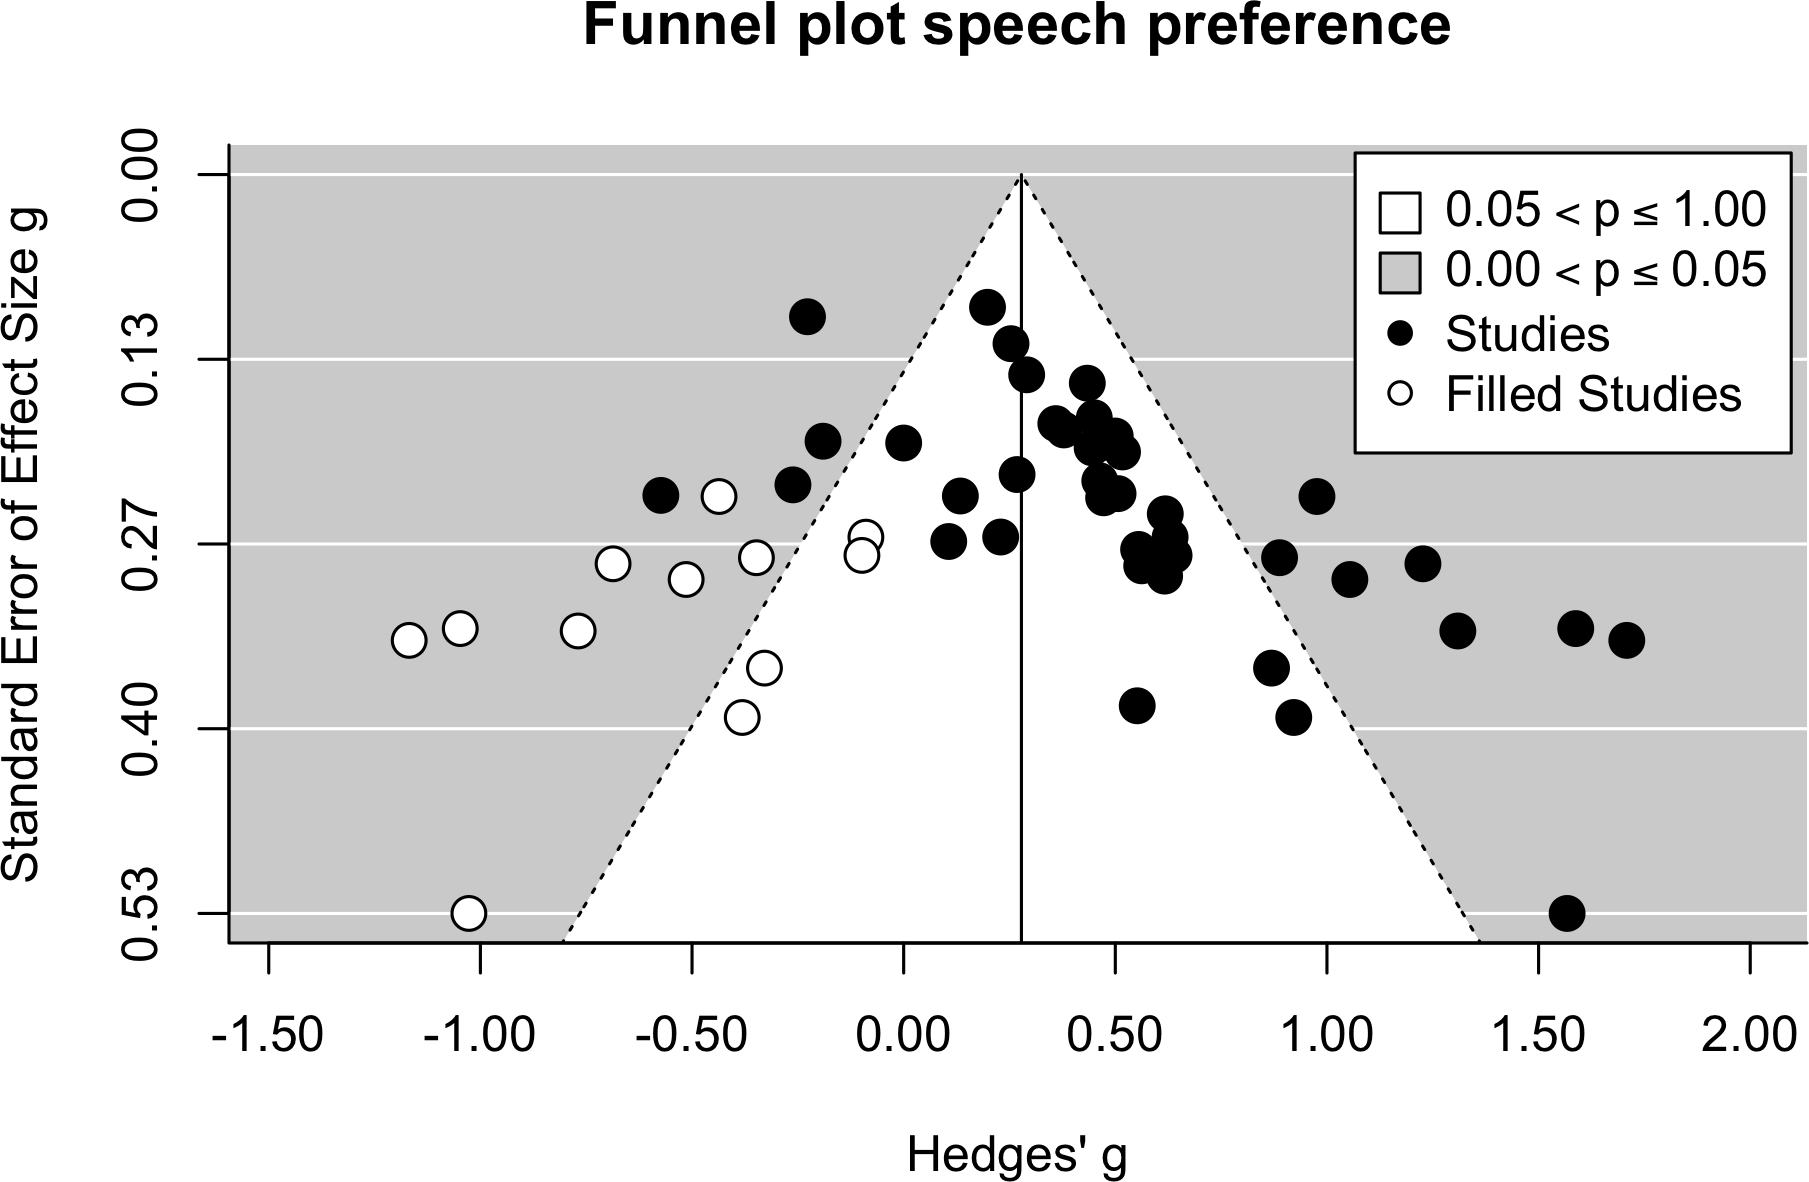 Funnel plot speech preference
Standard Error of Effect Size g
0.00
0.13
0.27
0.40
0.53
0.05 < p ≤ 1.00
0.00 < p ≤ 0.05
Studies
Filled Studies
-1.50 -1.00 -0.50 0.00 0.50 1.00 1.50 2.00
Hedges' g